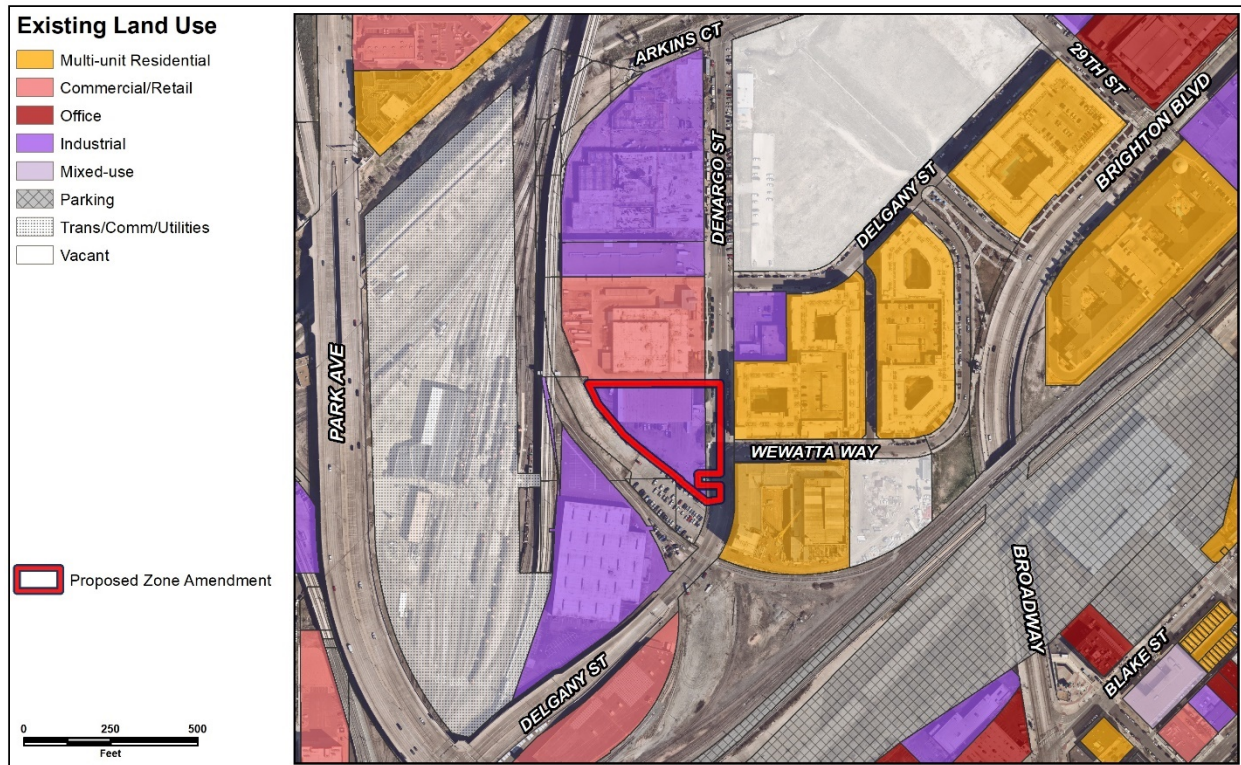 Existing Land Use
Multi-unit Residential
Commercial/Retail
Office
Industrial
Mixed-use
Parking
Trans/Comm/Utilities
Vacant
Proposed Zone Amendment
0 250 500
Feet
ARKINS CT
29TH ST
BRIGHTON BLVD
DENARGO ST
DELGANY ST
PARK AVE
WEWATTA WAY
BROADWAY
BLAKE ST
DELGANY ST